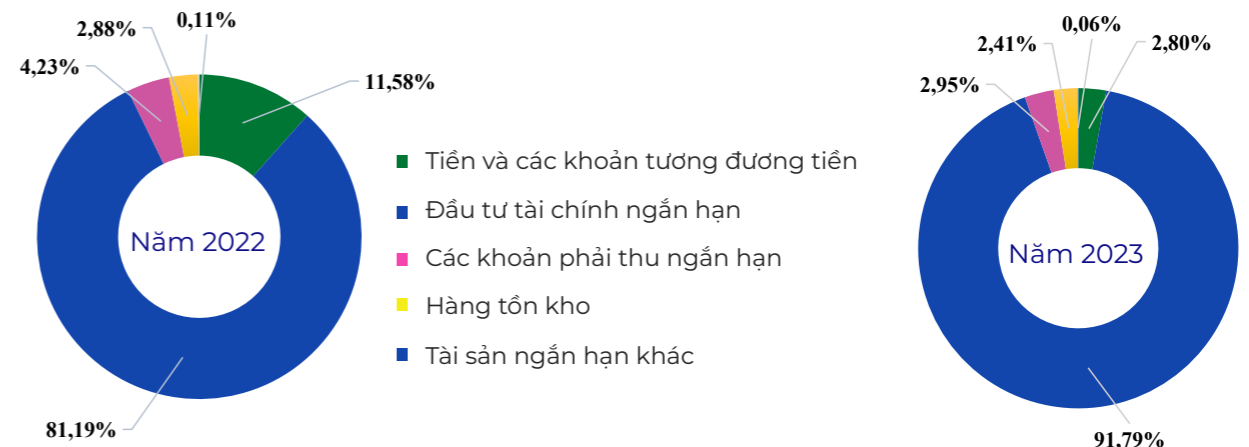 0,11%
2,88%
4,23%
11,58%
Năm 2022
81,19%
Tiền và các khoản tương đương tiền
Đầu tư tài chính ngắn hạn
Các khoản phải thu ngắn hạn
Hàng tồn kho
Tài sản ngắn hạn khác
0,06%
2,41%
2,80%
2,95%
Năm 2023
91,79%